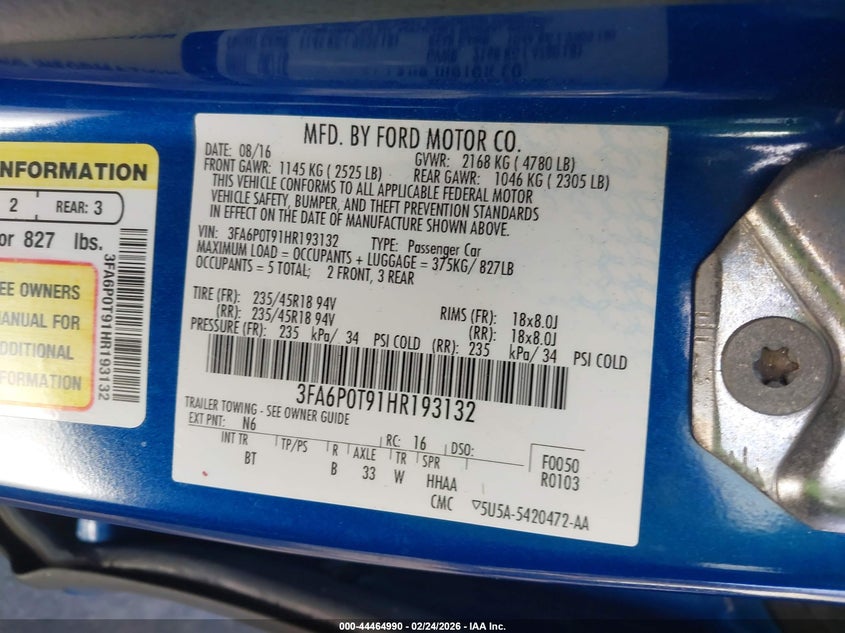 INFORMATION
2 REAR: 3
or 827 lbs.
EE OWNERS
MANUAL FOR
DDITIONAL
FORMATION
3FA6P0T91HR193132
MFD. BY FORD MOTOR CO.
DATE: 08/16 GVWR: 2168 KG ( 4780 LB)
FRONT GAWR: 1145 KG ( 2525 LB) REAR GAWR: 1046 KG ( 2305 LB)
THIS VEHICLE CONFORMS TO ALL APPLICABLE FEDERAL MOTOR
VEHICLE SAFETY, BUMPER, AND THEFT PREVENTION STANDARDS
IN EFFECT ON THE DATE OF MANUFACTURE SHOWN ABOVE.
VIN: 3FA6P0T91HR193132 TYPE: Passenger Car
MAXIMUM LOAD = OCCUPANTS + LUGGAGE = 375KG/ 827LB
OCCUPANTS = 5 TOTAL; 2 FRONT, 3 REAR
TIRE (FR): 235/45R18 94V RIMS (FR): 18x8.0J
(RR): 235/45R18 94V (RR): 18x8.0J
PRESSURE (FR): 235 kPa/ 34 PSI COLD (RR): 235 kPa/ 34 PSI COLD
3FA6P0T91HR193132
TRAILER TOWING - SEE OWNER GUIDE
EXT PNT: N6 RC: 16 DSO:
INT TR TP/PS R AXLE TR SPR F0050
BT B 33 W HHAA R0103
CMC 5U5A-5420472-AA
000-44464990 - 02/24/2026 - IAA Inc.